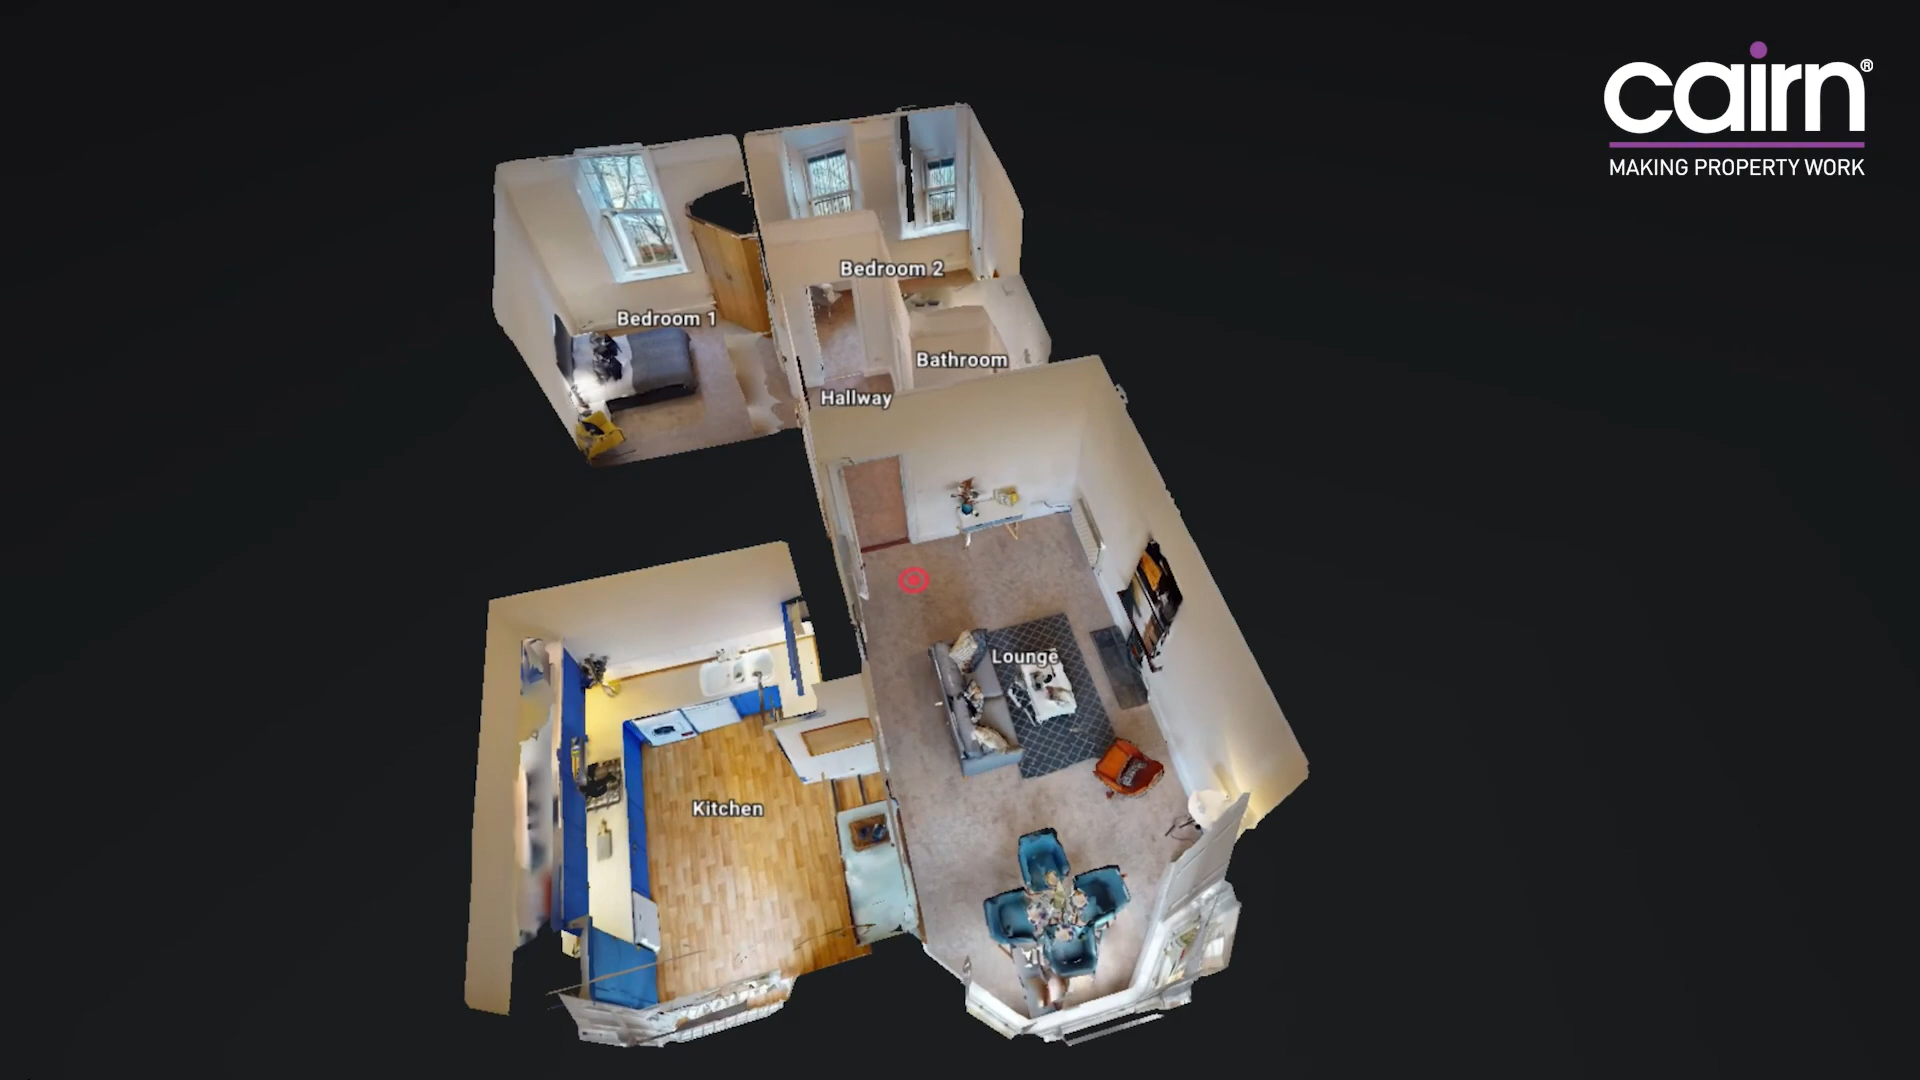 cairn®
MAKING PROPERTY WORK
Bedroom 2
Bedroom 1
Bathroom
Hallway
Lounge
Kitchen